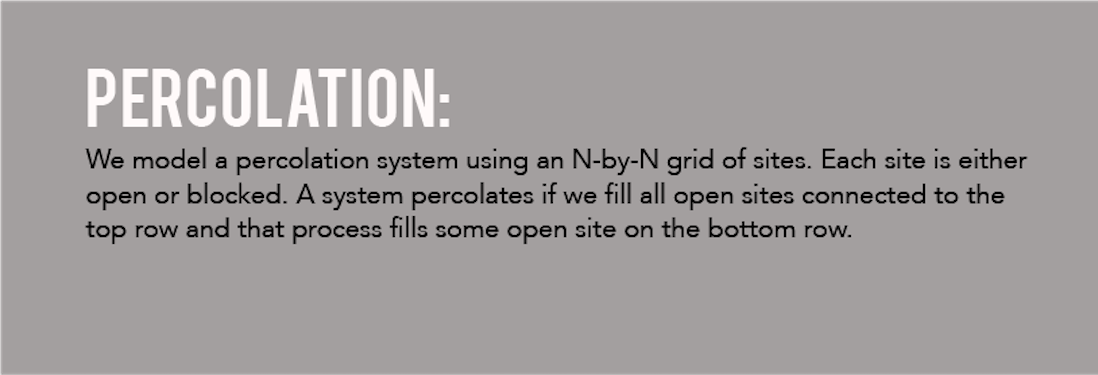 PERCOLATION:
We model a percolation system using an N-by-N grid of sites. Each site is either
open or blocked. A system percolates if we fill all open sites connected to the
top row and that process fills some open site on the bottom row.